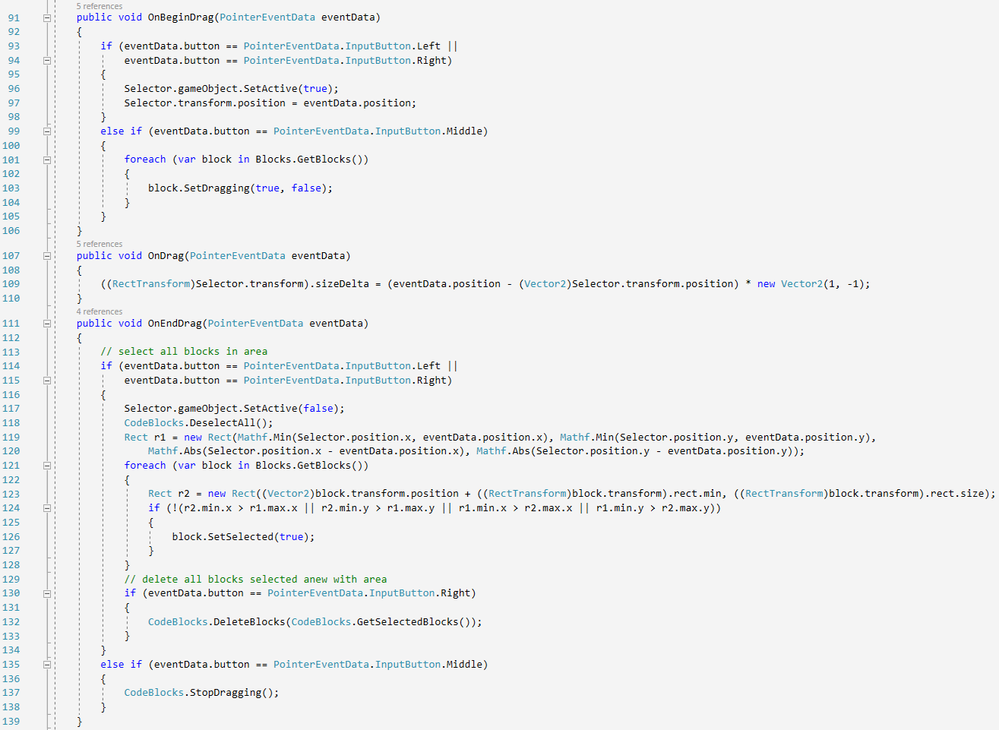 5 references
91 public void OnBeginDrag(PointerEventData eventData)
92 {
93 if (eventData.button == PointerEventData.InputButton.Left ||
94 eventData.button == PointerEventData.InputButton.Right)
95 {
96 Selector.gameObject.SetActive(true);
97 Selector.transform.position = eventData.position;
98 }
99 else if (eventData.button == PointerEventData.InputButton.Middle)
100 {
101 foreach (var block in Blocks.GetBlocks())
102 {
103 block.SetDragging(true, false);
104 }
105 }
106 }
5 references
107 public void OnDrag(PointerEventData eventData)
108 {
109 ((RectTransform)Selector.transform).sizeDelta = (eventData.position - (Vector2)Selector.transform.position) * new Vector2(1, -1);
110 }
4 references
111 public void OnEndDrag(PointerEventData eventData)
112 {
113 // select all blocks in area
114 if (eventData.button == PointerEventData.InputButton.Left ||
115 eventData.button == PointerEventData.InputButton.Right)
116 {
117 Selector.gameObject.SetActive(false);
118 CodeBlocks.DeselectAll();
119 Rect r1 = new Rect(Mathf.Min(Selector.position.x, eventData.position.x), Mathf.Min(Selector.position.y, eventData.position.y),
120 Mathf.Abs(Selector.position.x - eventData.position.x), Mathf.Abs(Selector.position.y - eventData.position.y));
121 foreach (var block in Blocks.GetBlocks())
122 {
123 Rect r2 = new Rect((Vector2)block.transform.position + ((RectTransform)block.transform).rect.min, ((RectTransform)block.transform).rect.size);
124 if (!(r2.min.x > r1.max.x || r2.min.y > r1.max.y || r1.min.x > r2.max.x || r1.min.y > r2.max.y))
125 {
126 block.SetSelected(true);
127 }
128 }
129 // delete all blocks selected anew with area
130 if (eventData.button == PointerEventData.InputButton.Right)
131 {
132 CodeBlocks.DeleteBlocks(CodeBlocks.GetSelectedBlocks());
133 }
134 }
135 else if (eventData.button == PointerEventData.InputButton.Middle)
136 {
137 CodeBlocks.StopDragging();
138 }
139 }